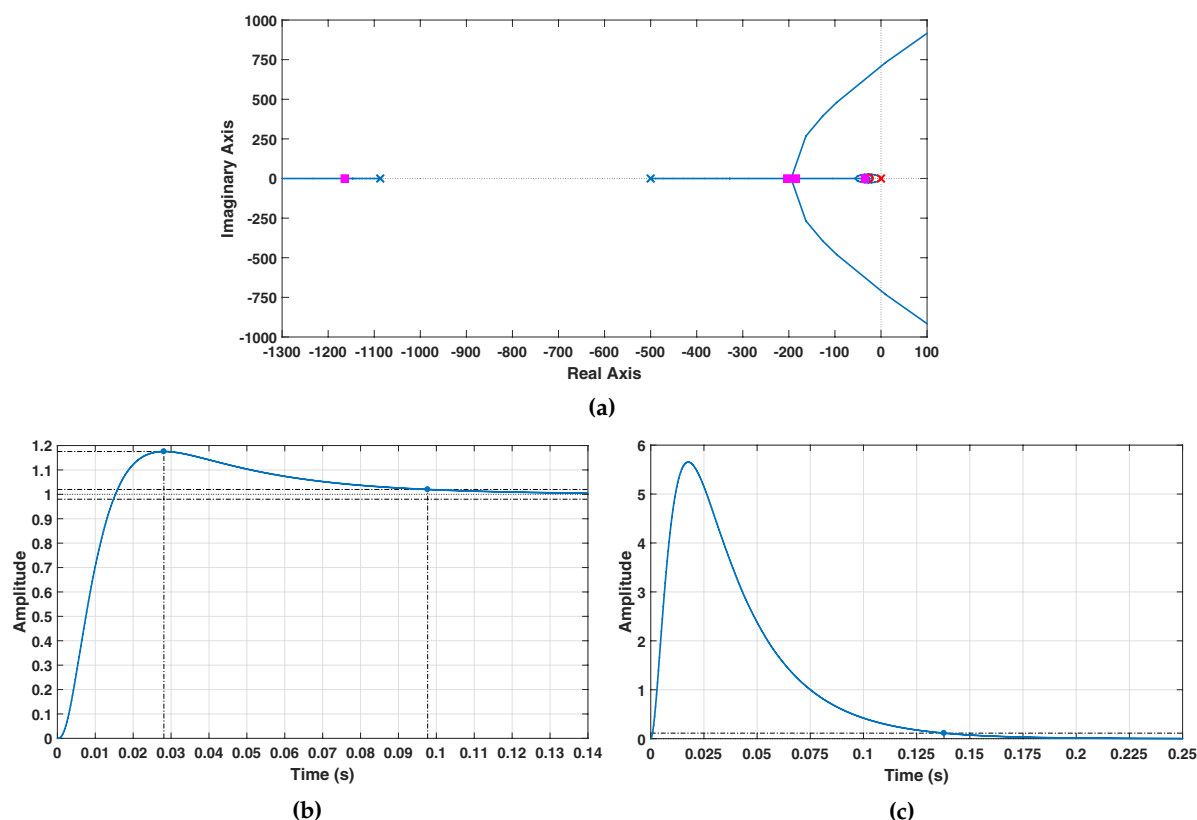 1000
750
500
250
0
-250
-500
-750
-1000
Imaginary Axis
-1300 -1200 -1100 -1000 -900 -800 -700 -600 -500 -400 -300 -200 -100 0 100
Real Axis
(a)
1.2
1.1
1
0.9
0.8
0.7
0.6
0.5
0.4
0.3
0.2
0.1
0
Amplitude
0 0.01 0.02 0.03 0.04 0.05 0.06 0.07 0.08 0.09 0.1 0.11 0.12 0.13 0.14
Time (s)
(b)
6
5
4
3
2
1
0
Amplitude
0 0.025 0.05 0.075 0.1 0.125 0.15 0.175 0.2 0.225 0.25
Time (s)
(c)